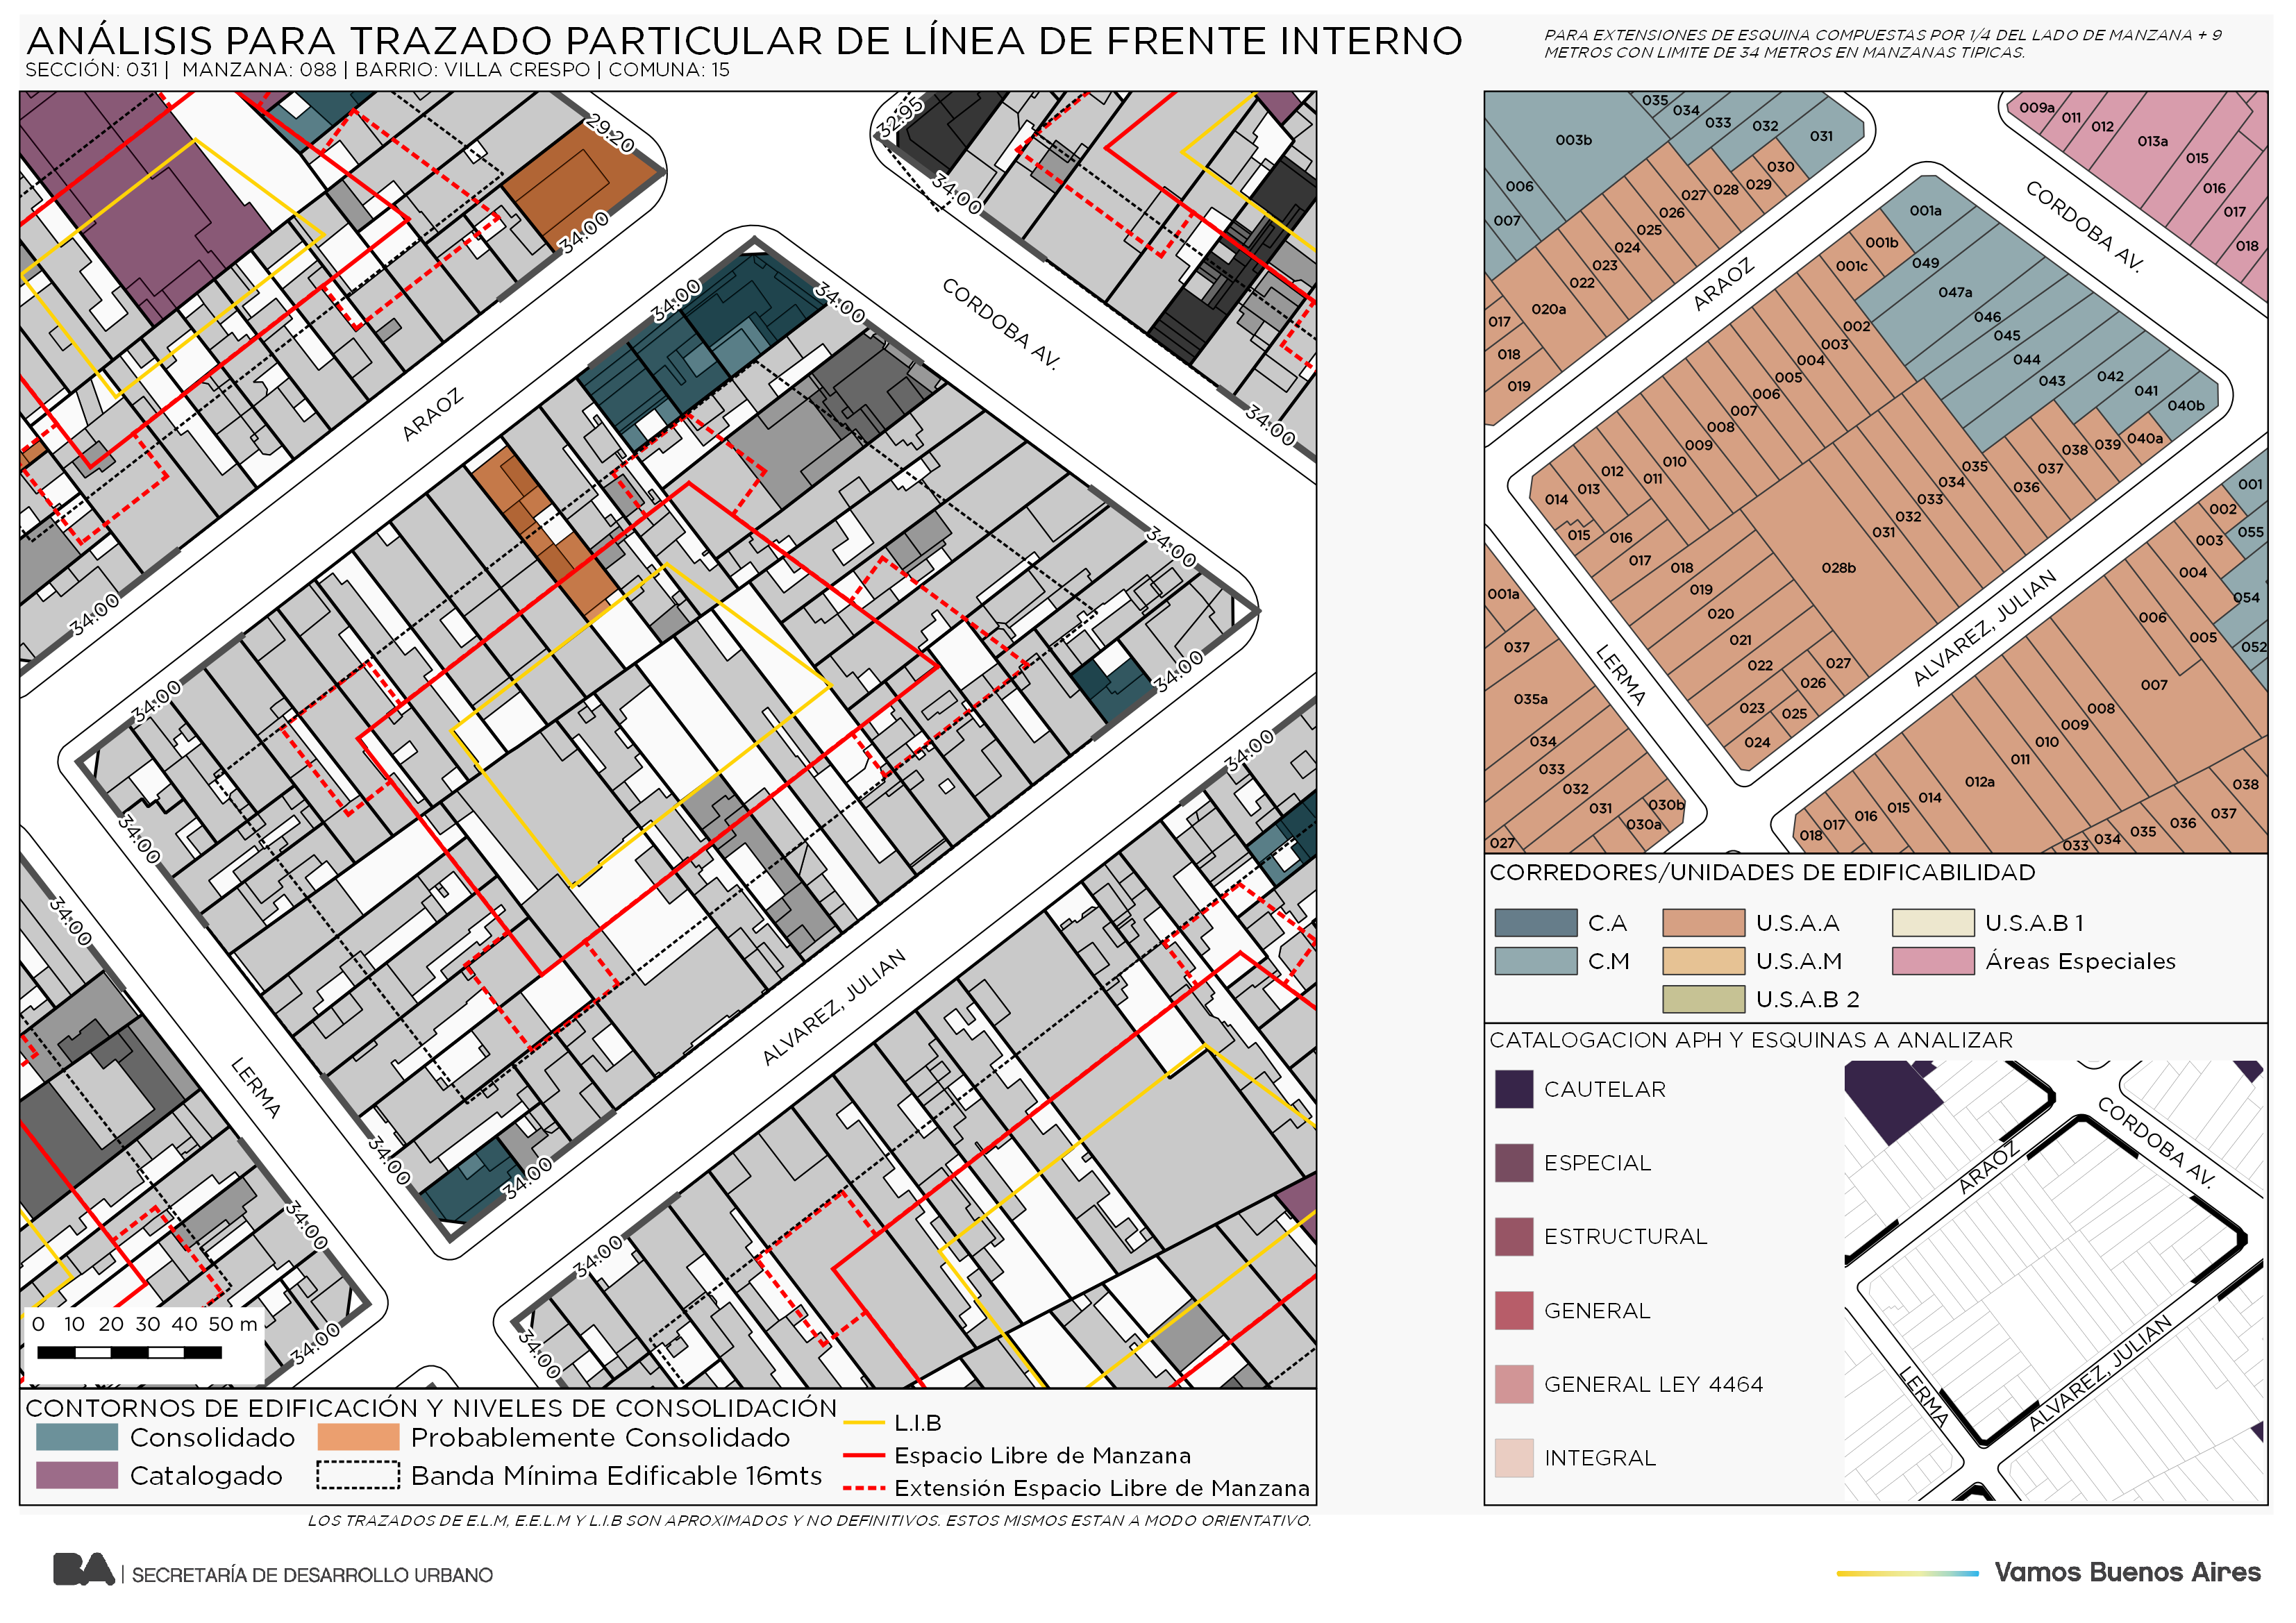 ANÁLISIS PARA TRAZADO PARTICULAR DE LÍNEA DE FRENTE INTERNO
SECCIÓN: 031 | MANZANA: 088 | BARRIO: VILLA CRESPO | COMUNA: 15
PARA EXTENSIONES DE ESQUINA COMPUESTAS POR 1/4 DEL LADO DE MANZANA + 9
METROS CON LIMITE DE 34 METROS EN MANZANAS TIPICAS.
29.20
34.00
32.95
34.00
34.00
34.00
34.00
CORDOBA AV.
ARAOZ
34.00
34.00
34.00
34.00
34.00
34.00
34.00
34.00
34.00
34.00
LERMA
ALVAREZ, JULIAN
34.00
34.00
34.00
34.00
34.00
0 10 20 30 40 50 m
CONTORNOS DE EDIFICACIÓN Y NIVELES DE CONSOLIDACIÓN
Consolidado
Probablemente Consolidado
Catalogado
Banda Mínima Edificable 16mts
L.I.B
Espacio Libre de Manzana
Extensión Espacio Libre de Manzana
LOS TRAZADOS DE E.L.M, E.E.L.M Y L.I.B SON APROXIMADOS Y NO DEFINITIVOS. ESTOS MISMOS ESTAN A MODO ORIENTATIVO.
003b
035
034
033
032
031
006
007
030
029
028
027
026
025
024
023
022
020a
017
018
019
009a
011
012
013a
015
016
017
018
CORDOBA AV.
ARAOZ
001a
001b
001c
049
047a
046
045
044
043
042
041
040b
002
003
004
005
006
007
008
009
010
011
012
013
014
015
016
017
018
019
020
021
022
023
024
025
026
027
028b
031
032
033
034
035
036
037
038
039
040a
LERMA
ALVAREZ, JULIAN
001a
037
035a
034
033
032
031
030b
030a
027
001
002
055
003
004
054
006
005
052
007
008
009
010
011
012a
014
015
016
017
018
038
037
036
035
034
033
CORREDORES/UNIDADES DE EDIFICABILIDAD
C.A
U.S.A.A
U.S.A.B 1
C.M
U.S.A.M
Áreas Especiales
U.S.A.B 2
CATALOGACION APH Y ESQUINAS A ANALIZAR
CAUTELAR
ESPECIAL
ESTRUCTURAL
GENERAL
GENERAL LEY 4464
INTEGRAL
CORDOBA AV.
ARAOZ
LERMA
ALVAREZ, JULIAN
BA | SECRETARÍA DE DESARROLLO URBANO
Vamos Buenos Aires